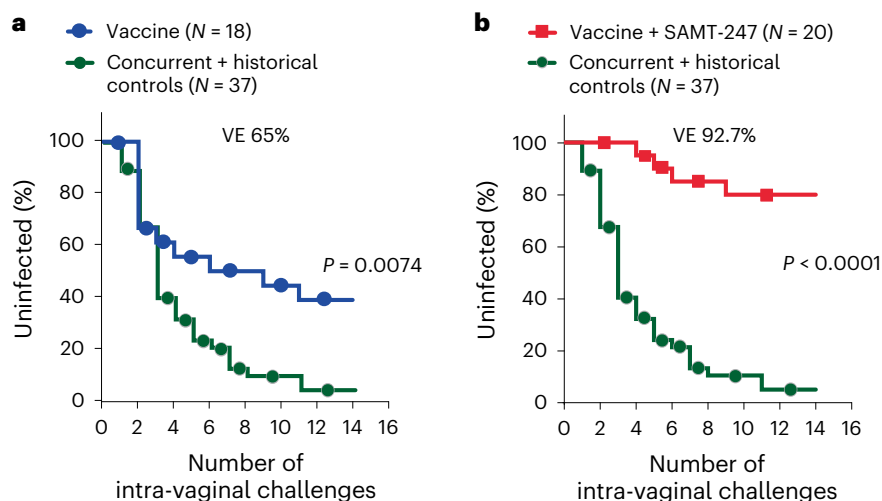 a
Vaccine (N = 18)
Concurrent + historical
controls (N = 37)
VE 65%
P = 0.0074
Uninfected (%)
100
80
60
40
20
0
0 2 4 6 8 10 12 14 16
Number of
intra-vaginal challenges
b
Vaccine + SAMT-247 (N = 20)
Concurrent + historical
controls (N = 37)
VE 92.7%
P < 0.0001
Uninfected (%)
100
80
60
40
20
0
0 2 4 6 8 10 12 14 16
Number of
intra-vaginal challenges